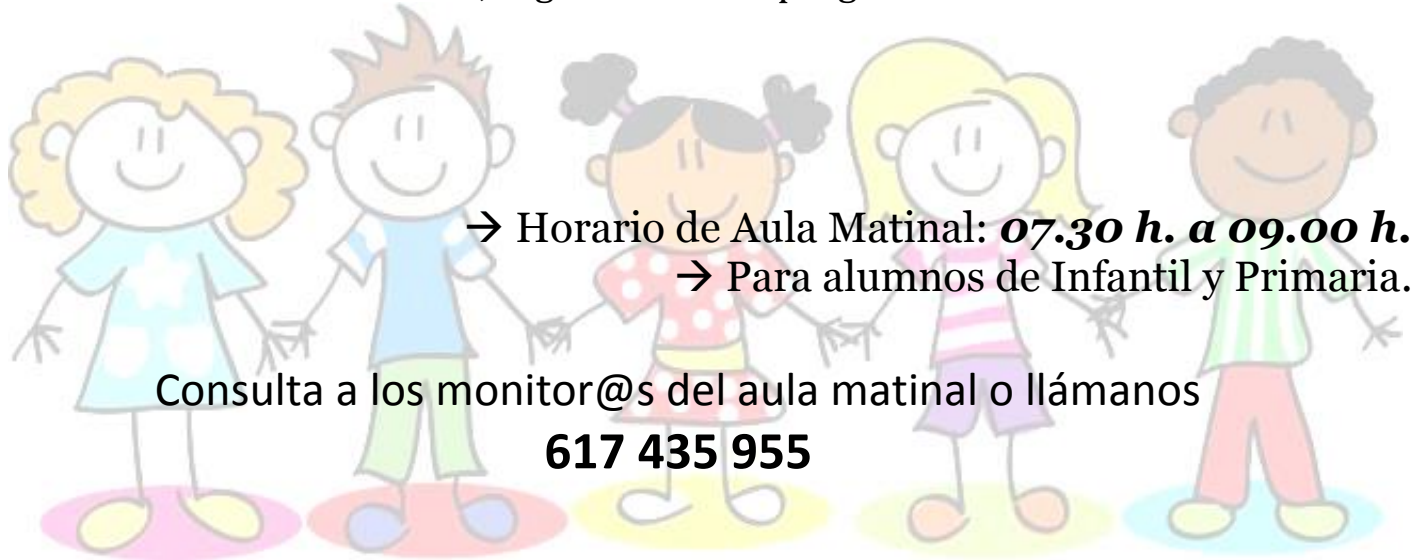 → Horario de Aula Matinal: 07.30 h. a 09.00 h.
→ Para alumnos de Infantil y Primaria.
Consulta a los monitor@s del aula matinal o llámanos
617 435 955